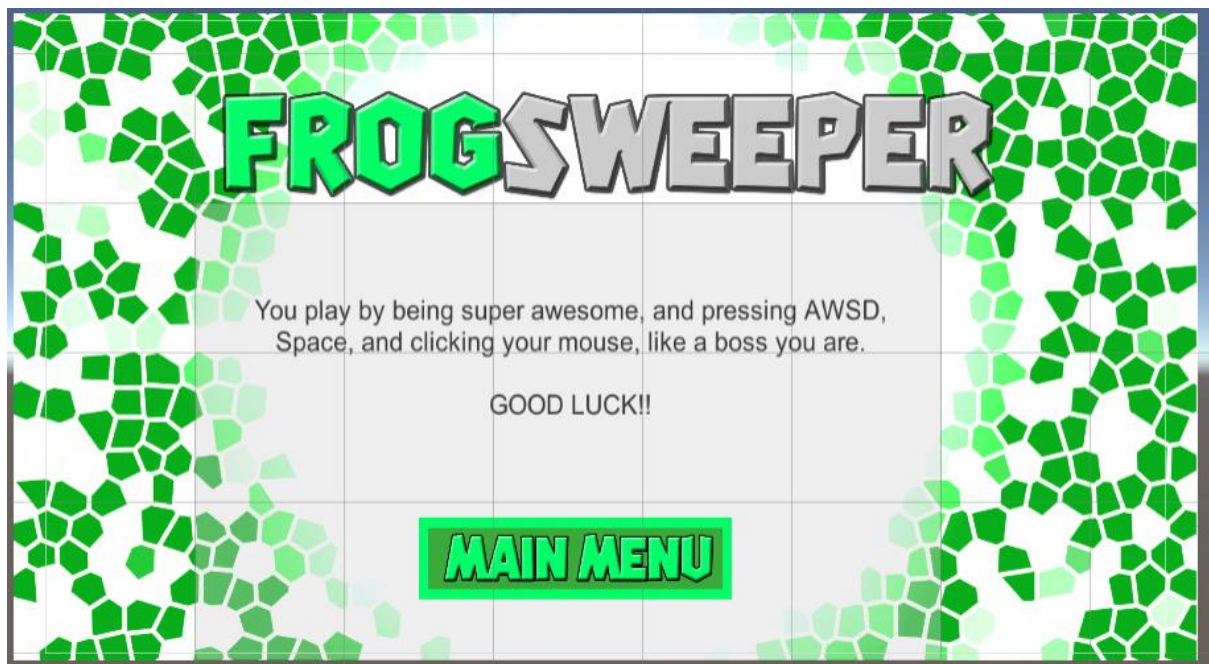 FROGSWEEPER
You play by being super awesome, and pressing AWSD,
Space, and clicking your mouse, like a boss you are.
GOOD LUCK!!
MAIN MENU